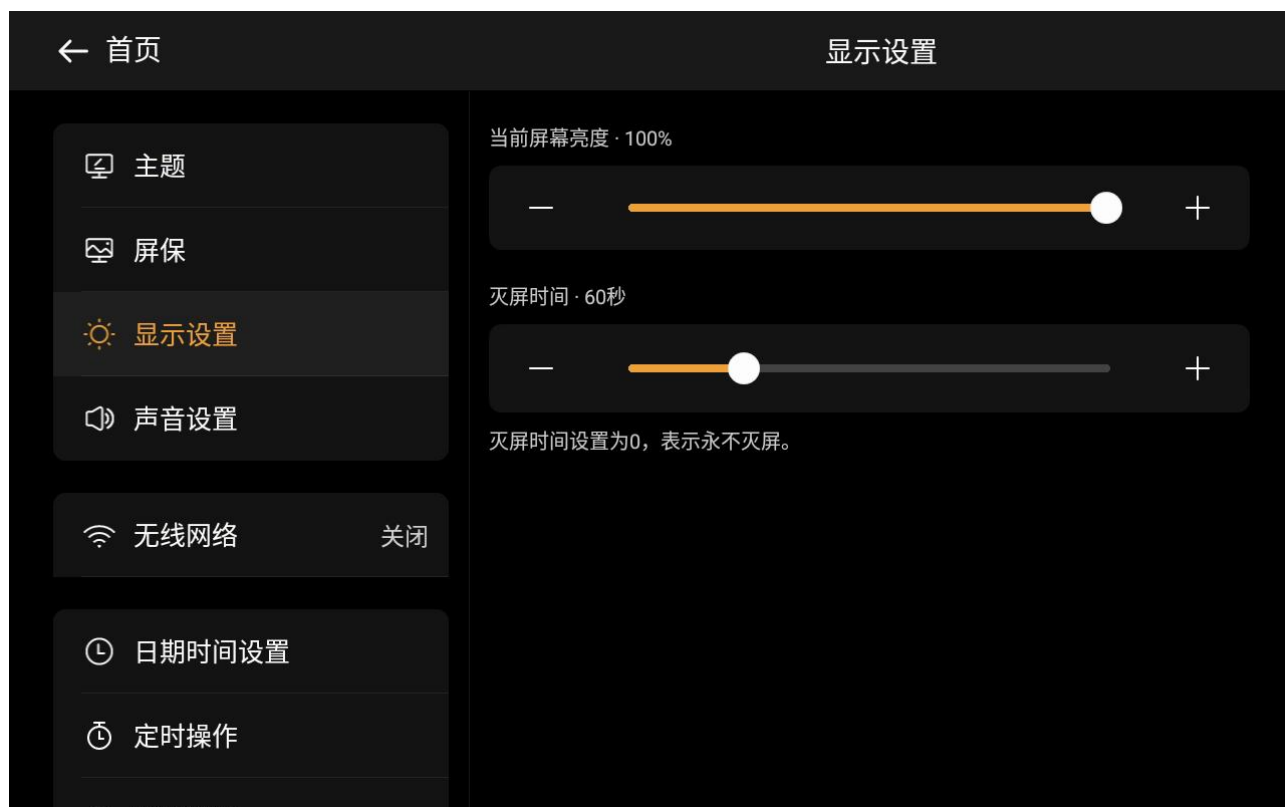 首页
显示设置
主题
屏保
显示设置
声音设置
无线网络 关闭
日期时间设置
定时操作
当前屏幕亮度 · 100%
灭屏时间 · 60秒
灭屏时间设置为0，表示永不灭屏。